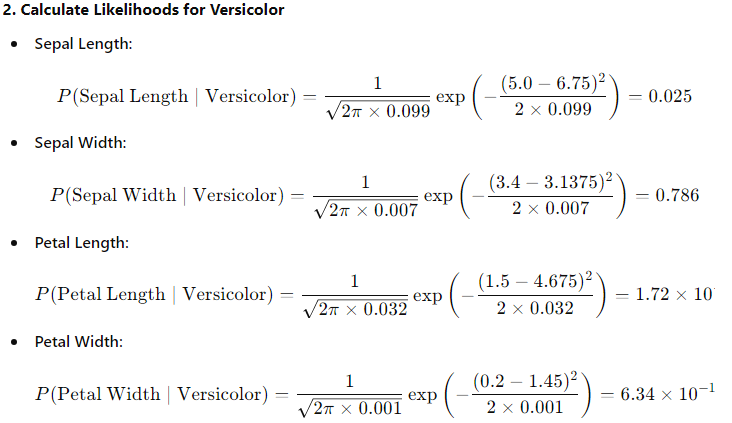 2. Calculate Likelihoods for Versicolor
• Sepal Length:
P(Sepal Length | Versicolor) = 1/√(2π × 0.099) exp(−(5.0 − 6.75)²/(2 × 0.099)) = 0.025
• Sepal Width:
P(Sepal Width | Versicolor) = 1/√(2π × 0.007) exp(−(3.4 − 3.1375)²/(2 × 0.007)) = 0.786
• Petal Length:
P(Petal Length | Versicolor) = 1/√(2π × 0.032) exp(−(1.5 − 4.675)²/(2 × 0.032)) = 1.72 × 10
• Petal Width:
P(Petal Width | Versicolor) = 1/√(2π × 0.001) exp(−(0.2 − 1.45)²/(2 × 0.001)) = 6.34 × 10⁻¹